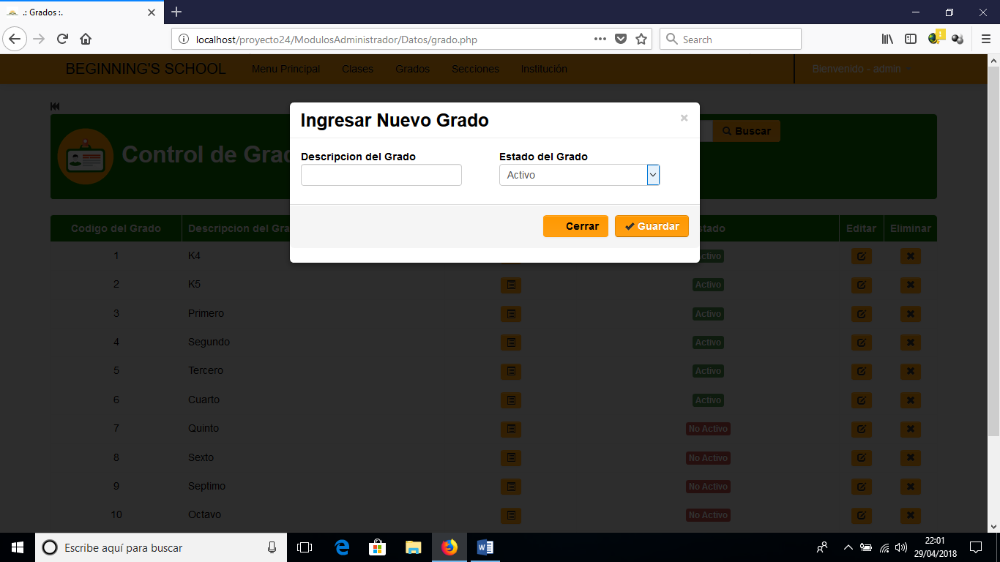 .: Grados :.
localhost/proyecto24/ModulosAdministrador/Datos/grado.php
Search
BEGINNING'S SCHOOL Menu Principal Clases Grados Secciones Institución Bienvenido - admin
Ingresar Nuevo Grado ×
Buscar
Control de Grad
Descripcion del Grado Estado del Grado
Activo
Cerrar Guardar
Codigo del Grado Descripcion del Gra stado Editar Eliminar
1 K4 Activo
2 K5 Activo
3 Primero Activo
4 Segundo Activo
5 Tercero Activo
6 Cuarto Activo
7 Quinto No Activo
8 Sexto No Activo
9 Septimo No Activo
10 Octavo No Activo
Escribe aquí para buscar
22:01
29/04/2018